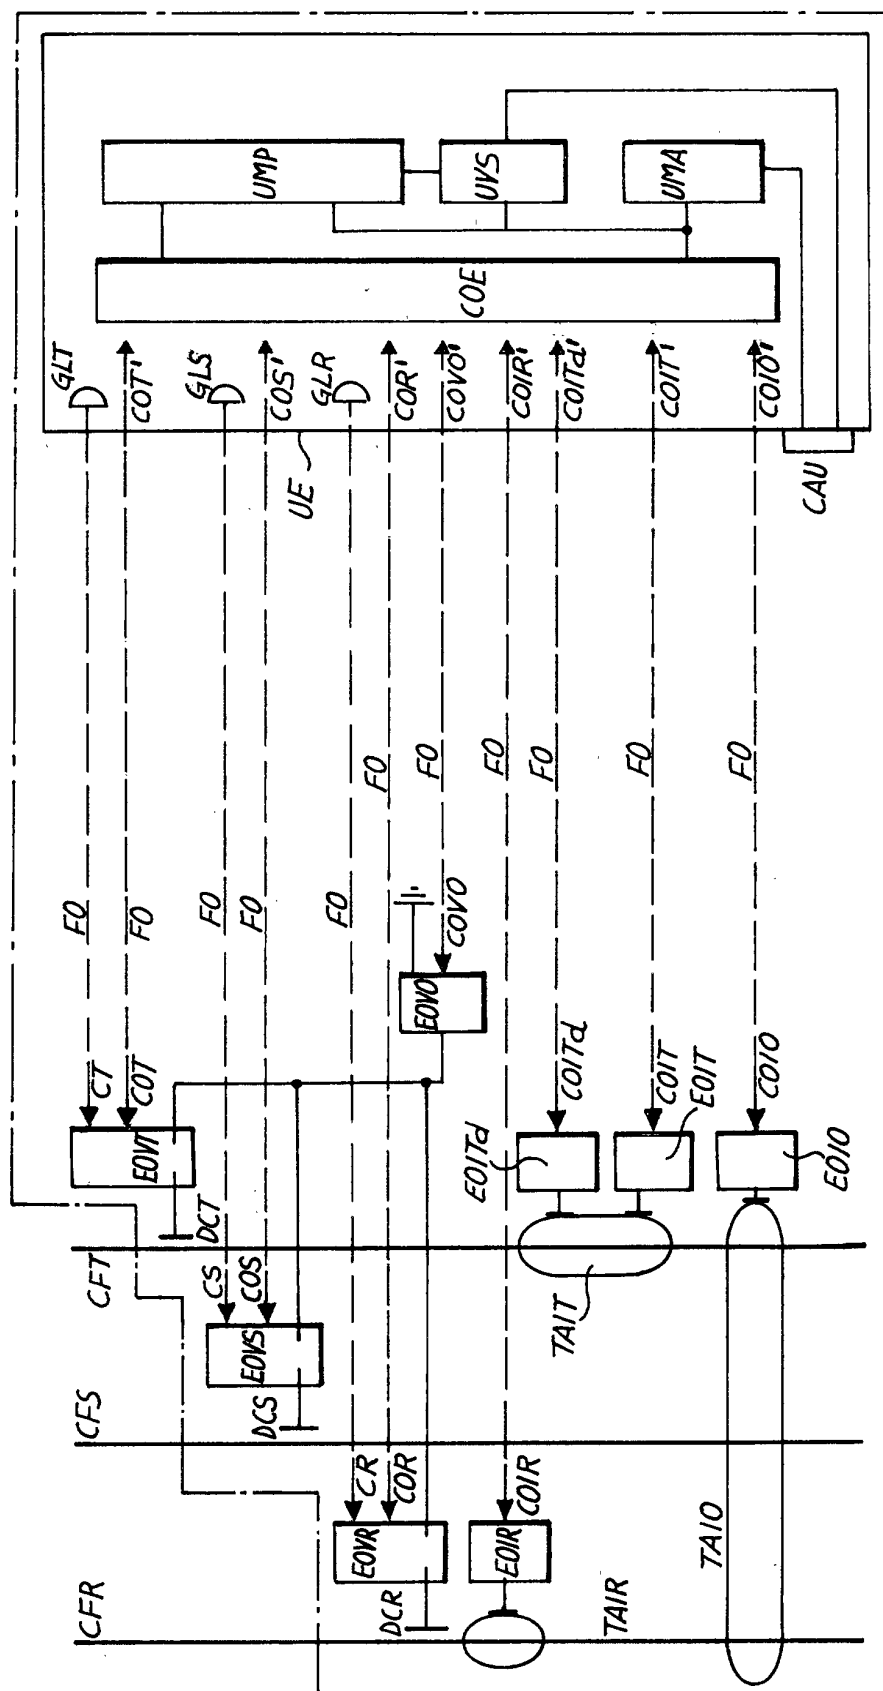 GLT
COT'
GLS
COS'
GLR
COR'
COVO'
COIR'
COITd'
COIT'
COIO'
UMP
UVS
UMA
COE
UE
CAU
FO
FO
FO
FO
FO
FO
FO
FO
FO
FO
FO
CT
COT
EOVT
DCT
CFT
CS
COS
EOVS
DCS
CFS
CR
COR
EOVR
DCR
CFR
COVO
EOVO
COIR
EOIR
TAIR
COITd
EOITd
COIT
EOIT
TAIT
COIO
EOIO
TAIO